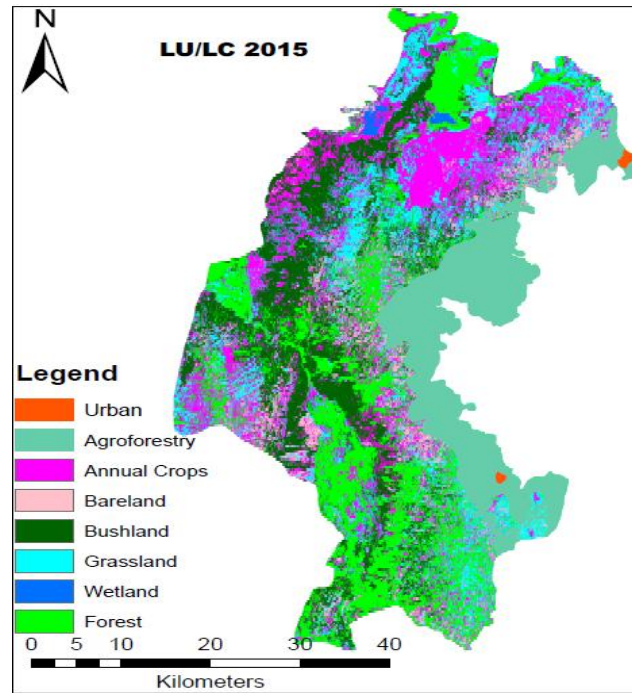 N
LU/LC 2015
Legend
Urban
Agroforestry
Annual Crops
Bareland
Bushland
Grassland
Wetland
Forest
0 5 10 20 30 40
Kilometers